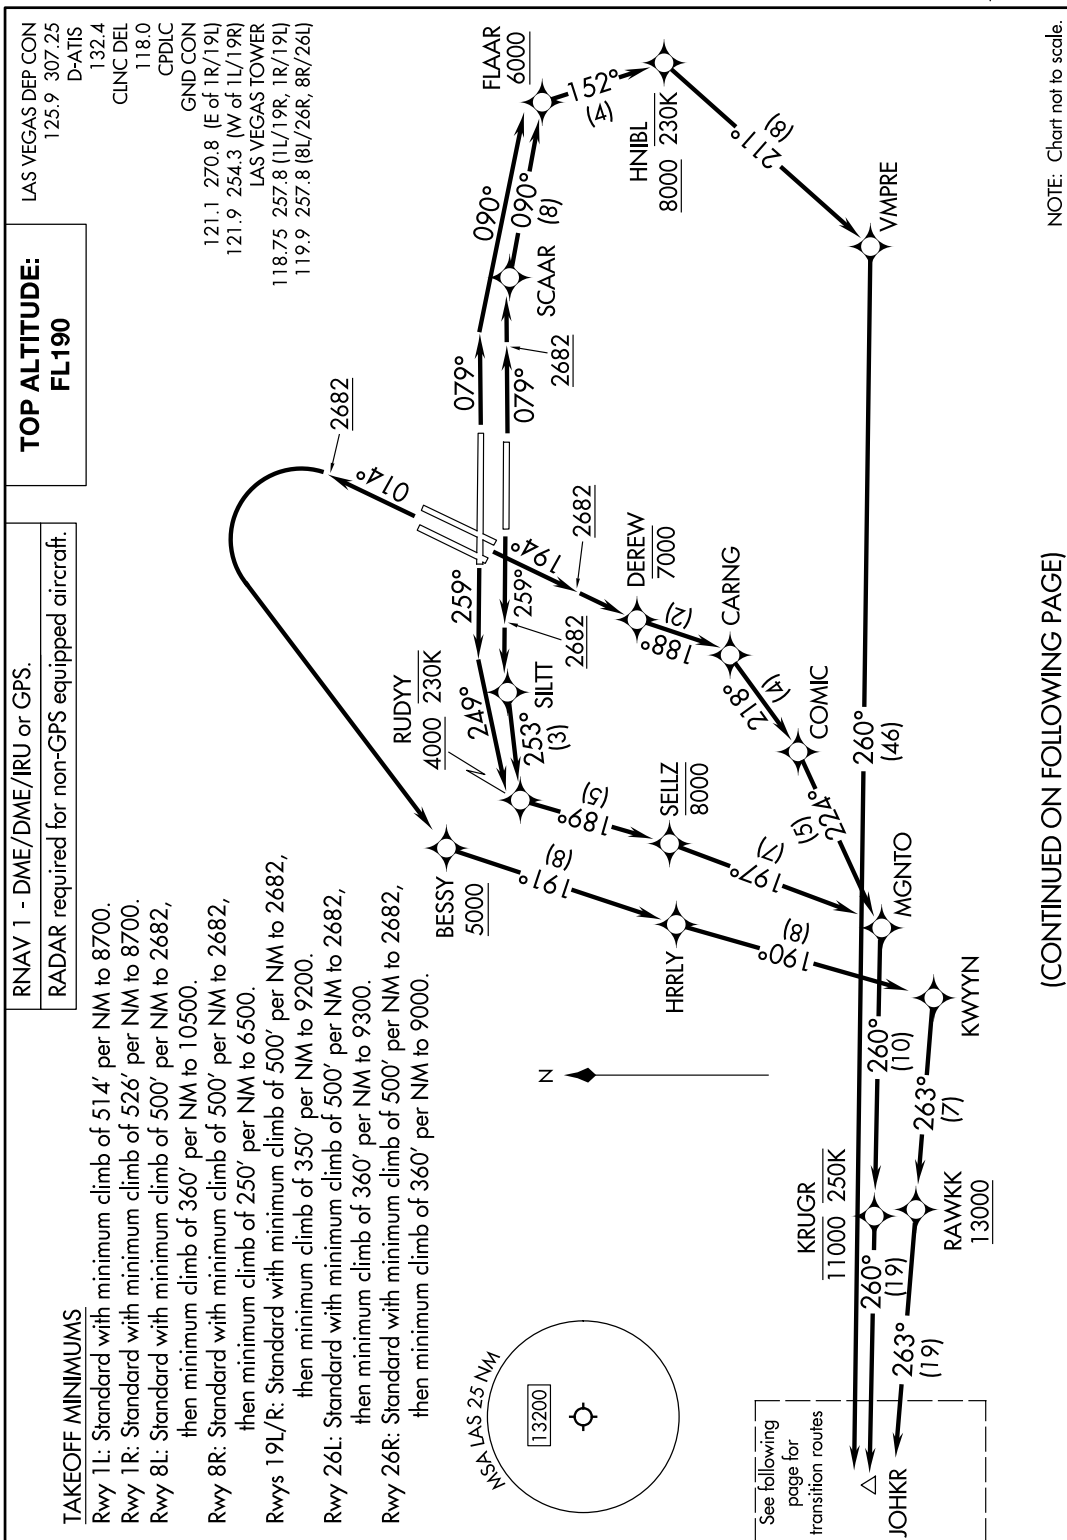 RNAV 1 - DME/DME/IRU or GPS.
RADAR required for non-GPS equipped aircraft.
TOP ALTITUDE:
FL190
LAS VEGAS DEP CON
125.9 307.25
D-ATIS
132.4
CLNC DEL
118.0
CPDLC
GND CON
121.1 270.8 (E of 1R/19L)
121.9 254.3 (W of 1L/19R)
LAS VEGAS TOWER
118.75 257.8 (1L/19R, 1R/19L)
119.9 257.8 (8L/26R, 8R/26L)
TAKEOFF MINIMUMS
Rwy 1L: Standard with minimum climb of 514' per NM to 8700.
Rwy 1R: Standard with minimum climb of 526' per NM to 8700.
Rwy 8L: Standard with minimum climb of 500' per NM to 2682,
then minimum climb of 360' per NM to 10500.
Rwy 8R: Standard with minimum climb of 500' per NM to 2682,
then minimum climb of 250' per NM to 6500.
Rwys 19L/R: Standard with minimum climb of 500' per NM to 2682,
then minimum climb of 350' per NM to 9200.
Rwy 26L: Standard with minimum climb of 500' per NM to 2682,
then minimum climb of 360' per NM to 9300.
Rwy 26R: Standard with minimum climb of 500' per NM to 2682,
then minimum climb of 360' per NM to 9000.
2682
014°
BESSY
5000
191°
(8)
HRRLY
190°
(8)
KWYYN
263°
(7)
RAWKK
13000
263°
(19)
JOHKR
RUDYY
4000 230K
249°
259°
259°
2682
SILTT
253°
(3)
189°
(5)
SELLZ
8000
197°
(7)
MGNTO
260°
(10)
KRUGR
11000 250K
260°
(19)
194°
2682
DEREW
7000
188°
(2)
CARNG
218°
(4)
COMIC
224°
(5)
079°
090°
079°
2682
SCAAR
090°
(8)
FLAAR
6000
152°
(4)
HNIBL
8000 230K
211°
(8)
VMPRE
260°
(46)
N
MSA LAS 25 NM
13200
See following
page for
transition routes
(CONTINUED ON FOLLOWING PAGE)
NOTE: Chart not to scale.